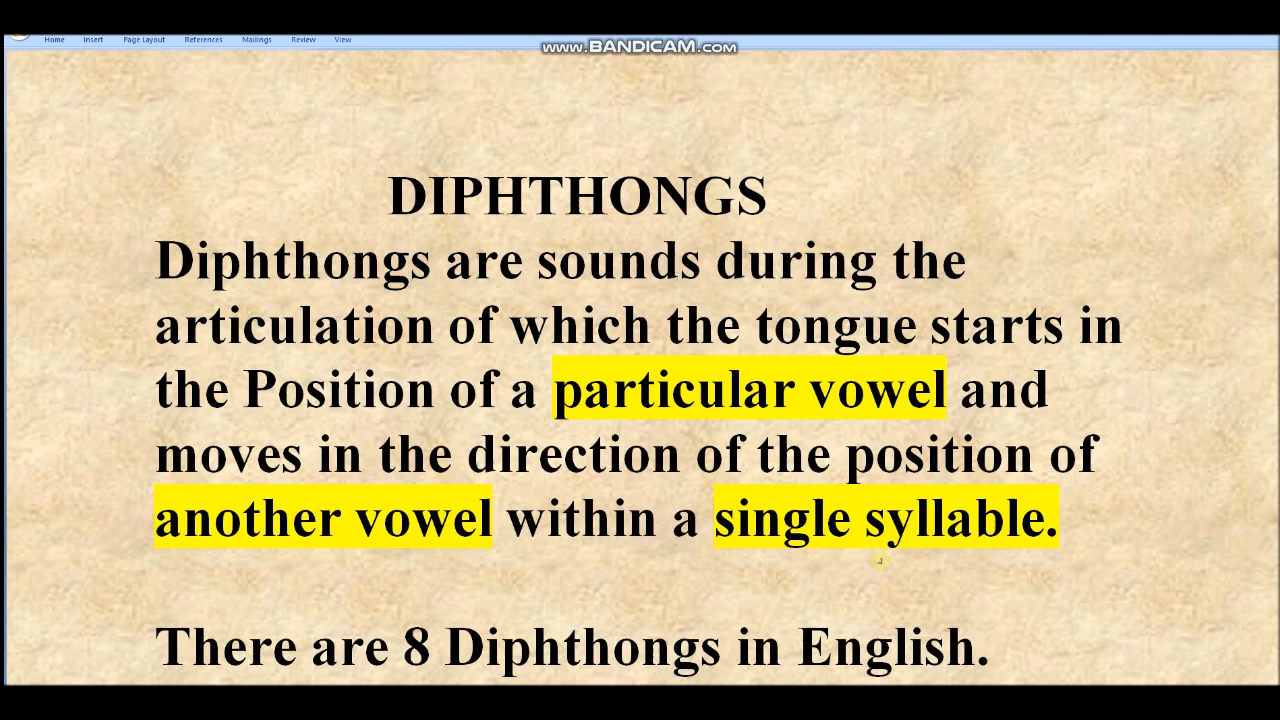 Home Insert Page Layout References Mailings Review View
www.BANDICAM.com
DIPHTHONGS
Diphthongs are sounds during the
articulation of which the tongue starts in
the Position of a particular vowel and
moves in the direction of the position of
another vowel within a single syllable.
There are 8 Diphthongs in English.